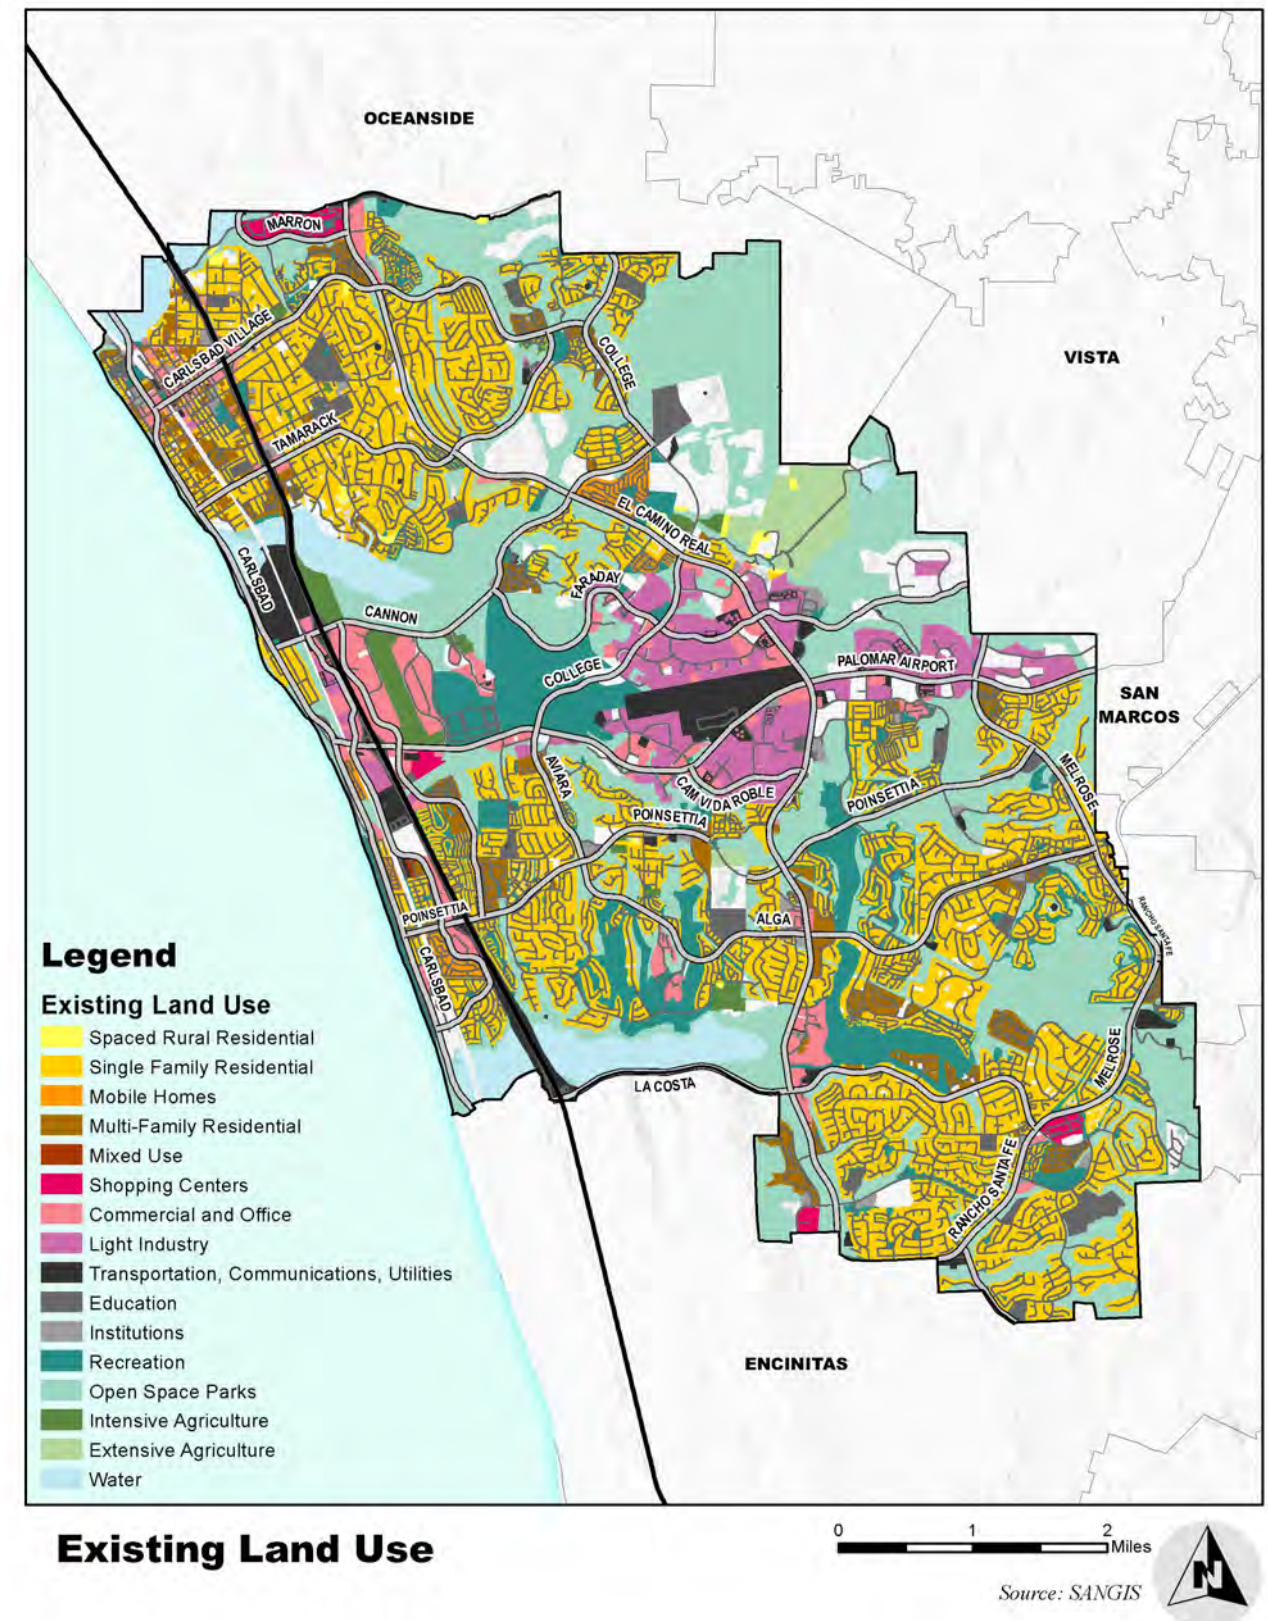 OCEANSIDE
MARRON
VISTA
COLLEGE
CARLSBAD VILLAGE
TAMARACK
EL CAMINO REAL
CARLSBAD
FARADAY
CANNON
COLLEGE
PALOMAR AIRPORT
SAN
MARCOS
AVIARA
CAM VIDA ROBLE
MELROSE
POINSETTIA
POINSETTIA
POINSETTIA
ALGA
RANCHO SANTA FE
CARLSBAD
LA COSTA
MELROSE
RANCHO SANTA FE
ENCINITAS
Legend
Existing Land Use
Spaced Rural Residential
Single Family Residential
Mobile Homes
Multi-Family Residential
Mixed Use
Shopping Centers
Commercial and Office
Light Industry
Transportation, Communications, Utilities
Education
Institutions
Recreation
Open Space Parks
Intensive Agriculture
Extensive Agriculture
Water
Existing Land Use
0 1 2
Miles
Source: SANGIS
N